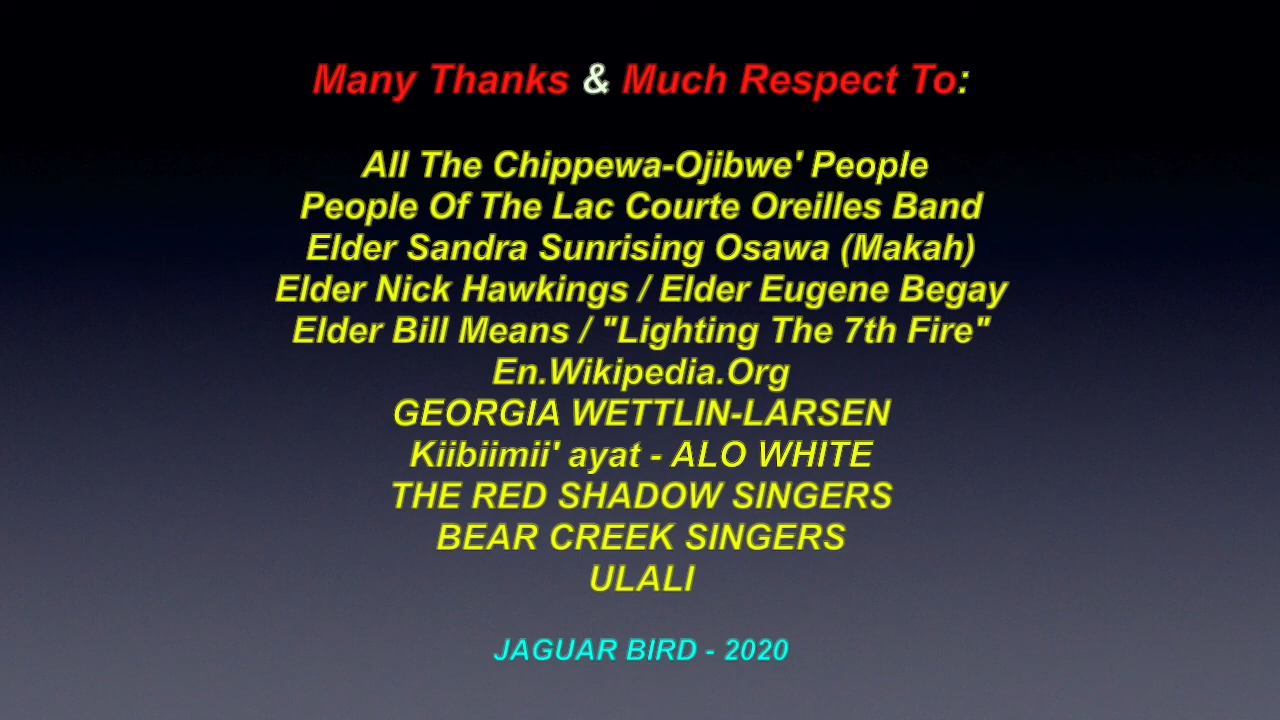 Many Thanks & Much Respect To:
All The Chippewa-Ojibwe' People
People Of The Lac Courte Oreilles Band
Elder Sandra Sunrising Osawa (Makah)
Elder Nick Hawkings / Elder Eugene Begay
Elder Bill Means / "Lighting The 7th Fire"
En.Wikipedia.Org
GEORGIA WETTLIN-LARSEN
Kiibiimii' ayat - ALO WHITE
THE RED SHADOW SINGERS
BEAR CREEK SINGERS
ULALI
JAGUAR BIRD - 2020